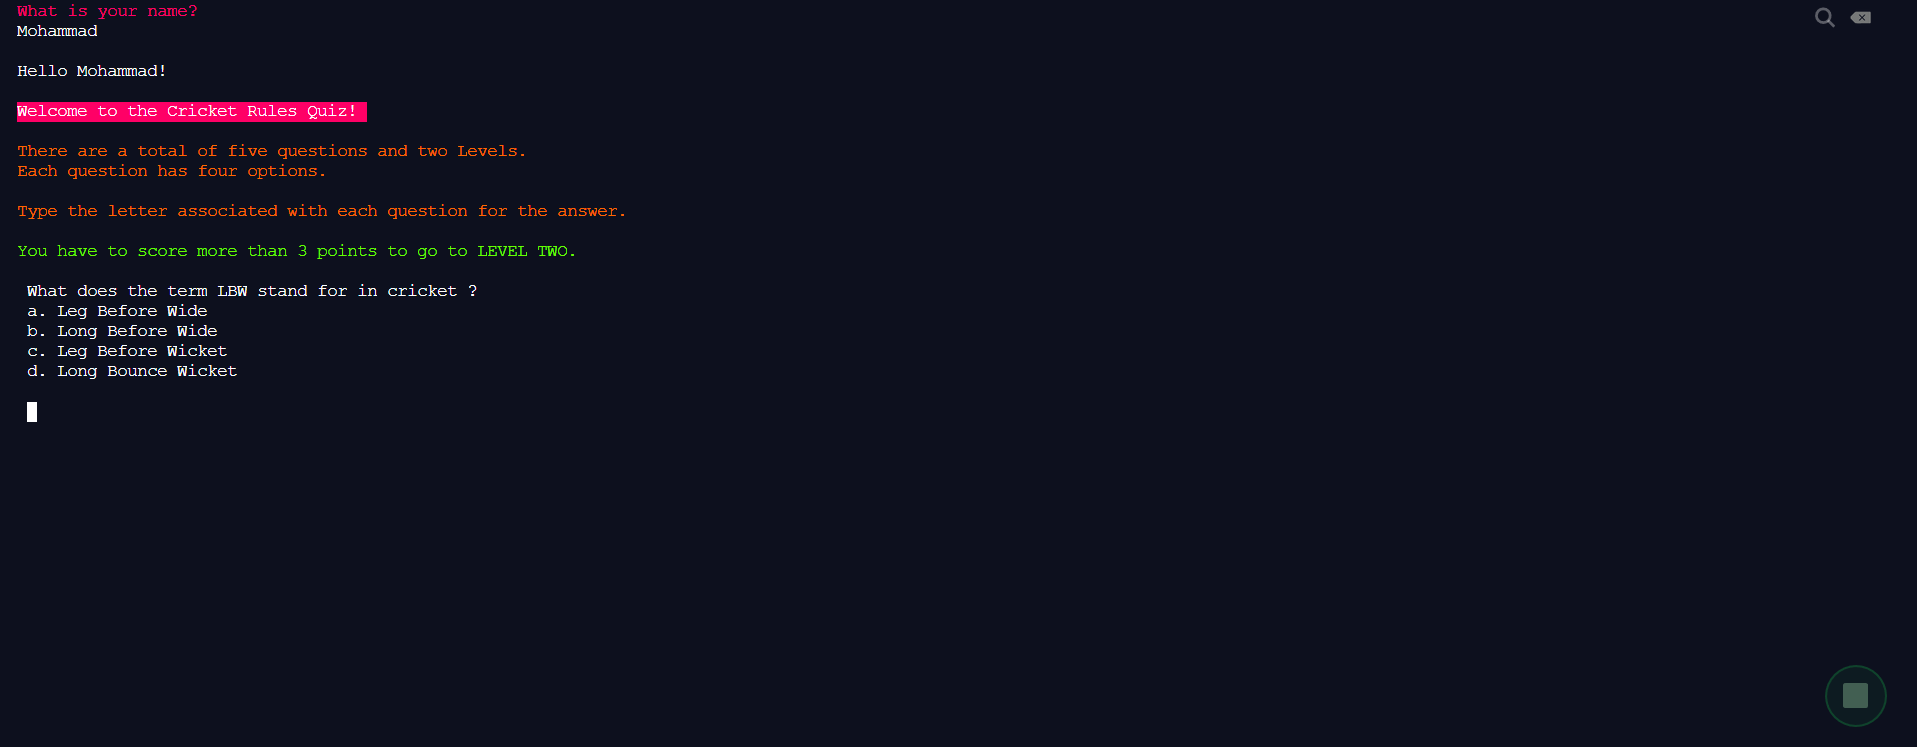 What is your name?
Mohammad
Hello Mohammad!
Welcome to the Cricket Rules Quiz!
There are a total of five questions and two Levels.
Each question has four options.
Type the letter associated with each question for the answer.
You have to score more than 3 points to go to LEVEL TWO.
What does the term LBW stand for in cricket ?
a. Leg Before Wide
b. Long Before Wide
c. Leg Before Wicket
d. Long Bounce Wicket